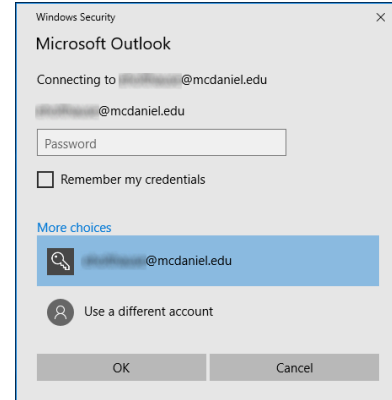 Windows Security
Microsoft Outlook
Connecting to @mcdaniel.edu
@mcdaniel.edu
Password
Remember my credentials
More choices
@mcdaniel.edu
Use a different account
OK
Cancel